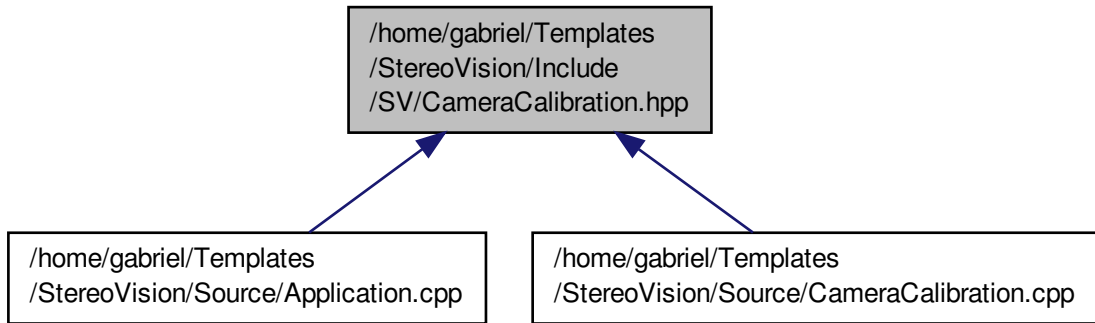 /home/gabriel/Templates
/StereoVision/Include
/SV/CameraCalibration.hpp
/home/gabriel/Templates
/StereoVision/Source/Application.cpp
/home/gabriel/Templates
/StereoVision/Source/CameraCalibration.cpp